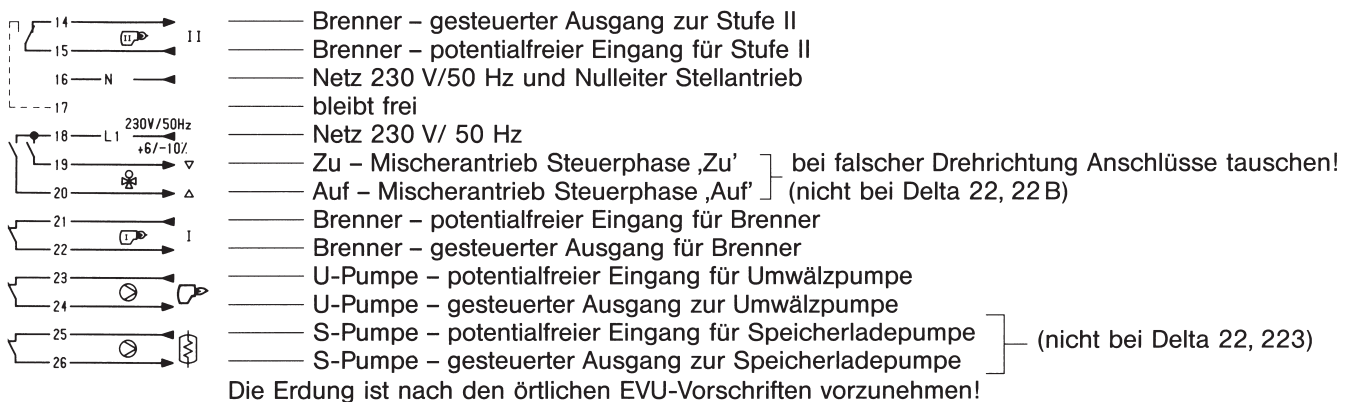 14 Brenner – gesteuerter Ausgang zur Stufe II
II II
15 Brenner – potentialfreier Eingang für Stufe II
16 N Netz 230 V/50 Hz und Nulleiter Stellantrieb
17 bleibt frei
18 L1 230V/50Hz Netz 230 V/ 50 Hz
+6/-10%
19 Zu – Mischerantrieb Steuerphase ‚Zu' bei falscher Drehrichtung Anschlüsse tauschen!
20 Auf – Mischerantrieb Steuerphase ‚Auf' (nicht bei Delta 22, 22 B)
21 Brenner – potentialfreier Eingang für Brenner
I I
22 Brenner – gesteuerter Ausgang für Brenner
23 U-Pumpe – potentialfreier Eingang für Umwälzpumpe
24 U-Pumpe – gesteuerter Ausgang zur Umwälzpumpe
25 S-Pumpe – potentialfreier Eingang für Speicherladepumpe
(nicht bei Delta 22, 223)
26 S-Pumpe – gesteuerter Ausgang zur Speicherladepumpe
Die Erdung ist nach den örtlichen EVU-Vorschriften vorzunehmen!